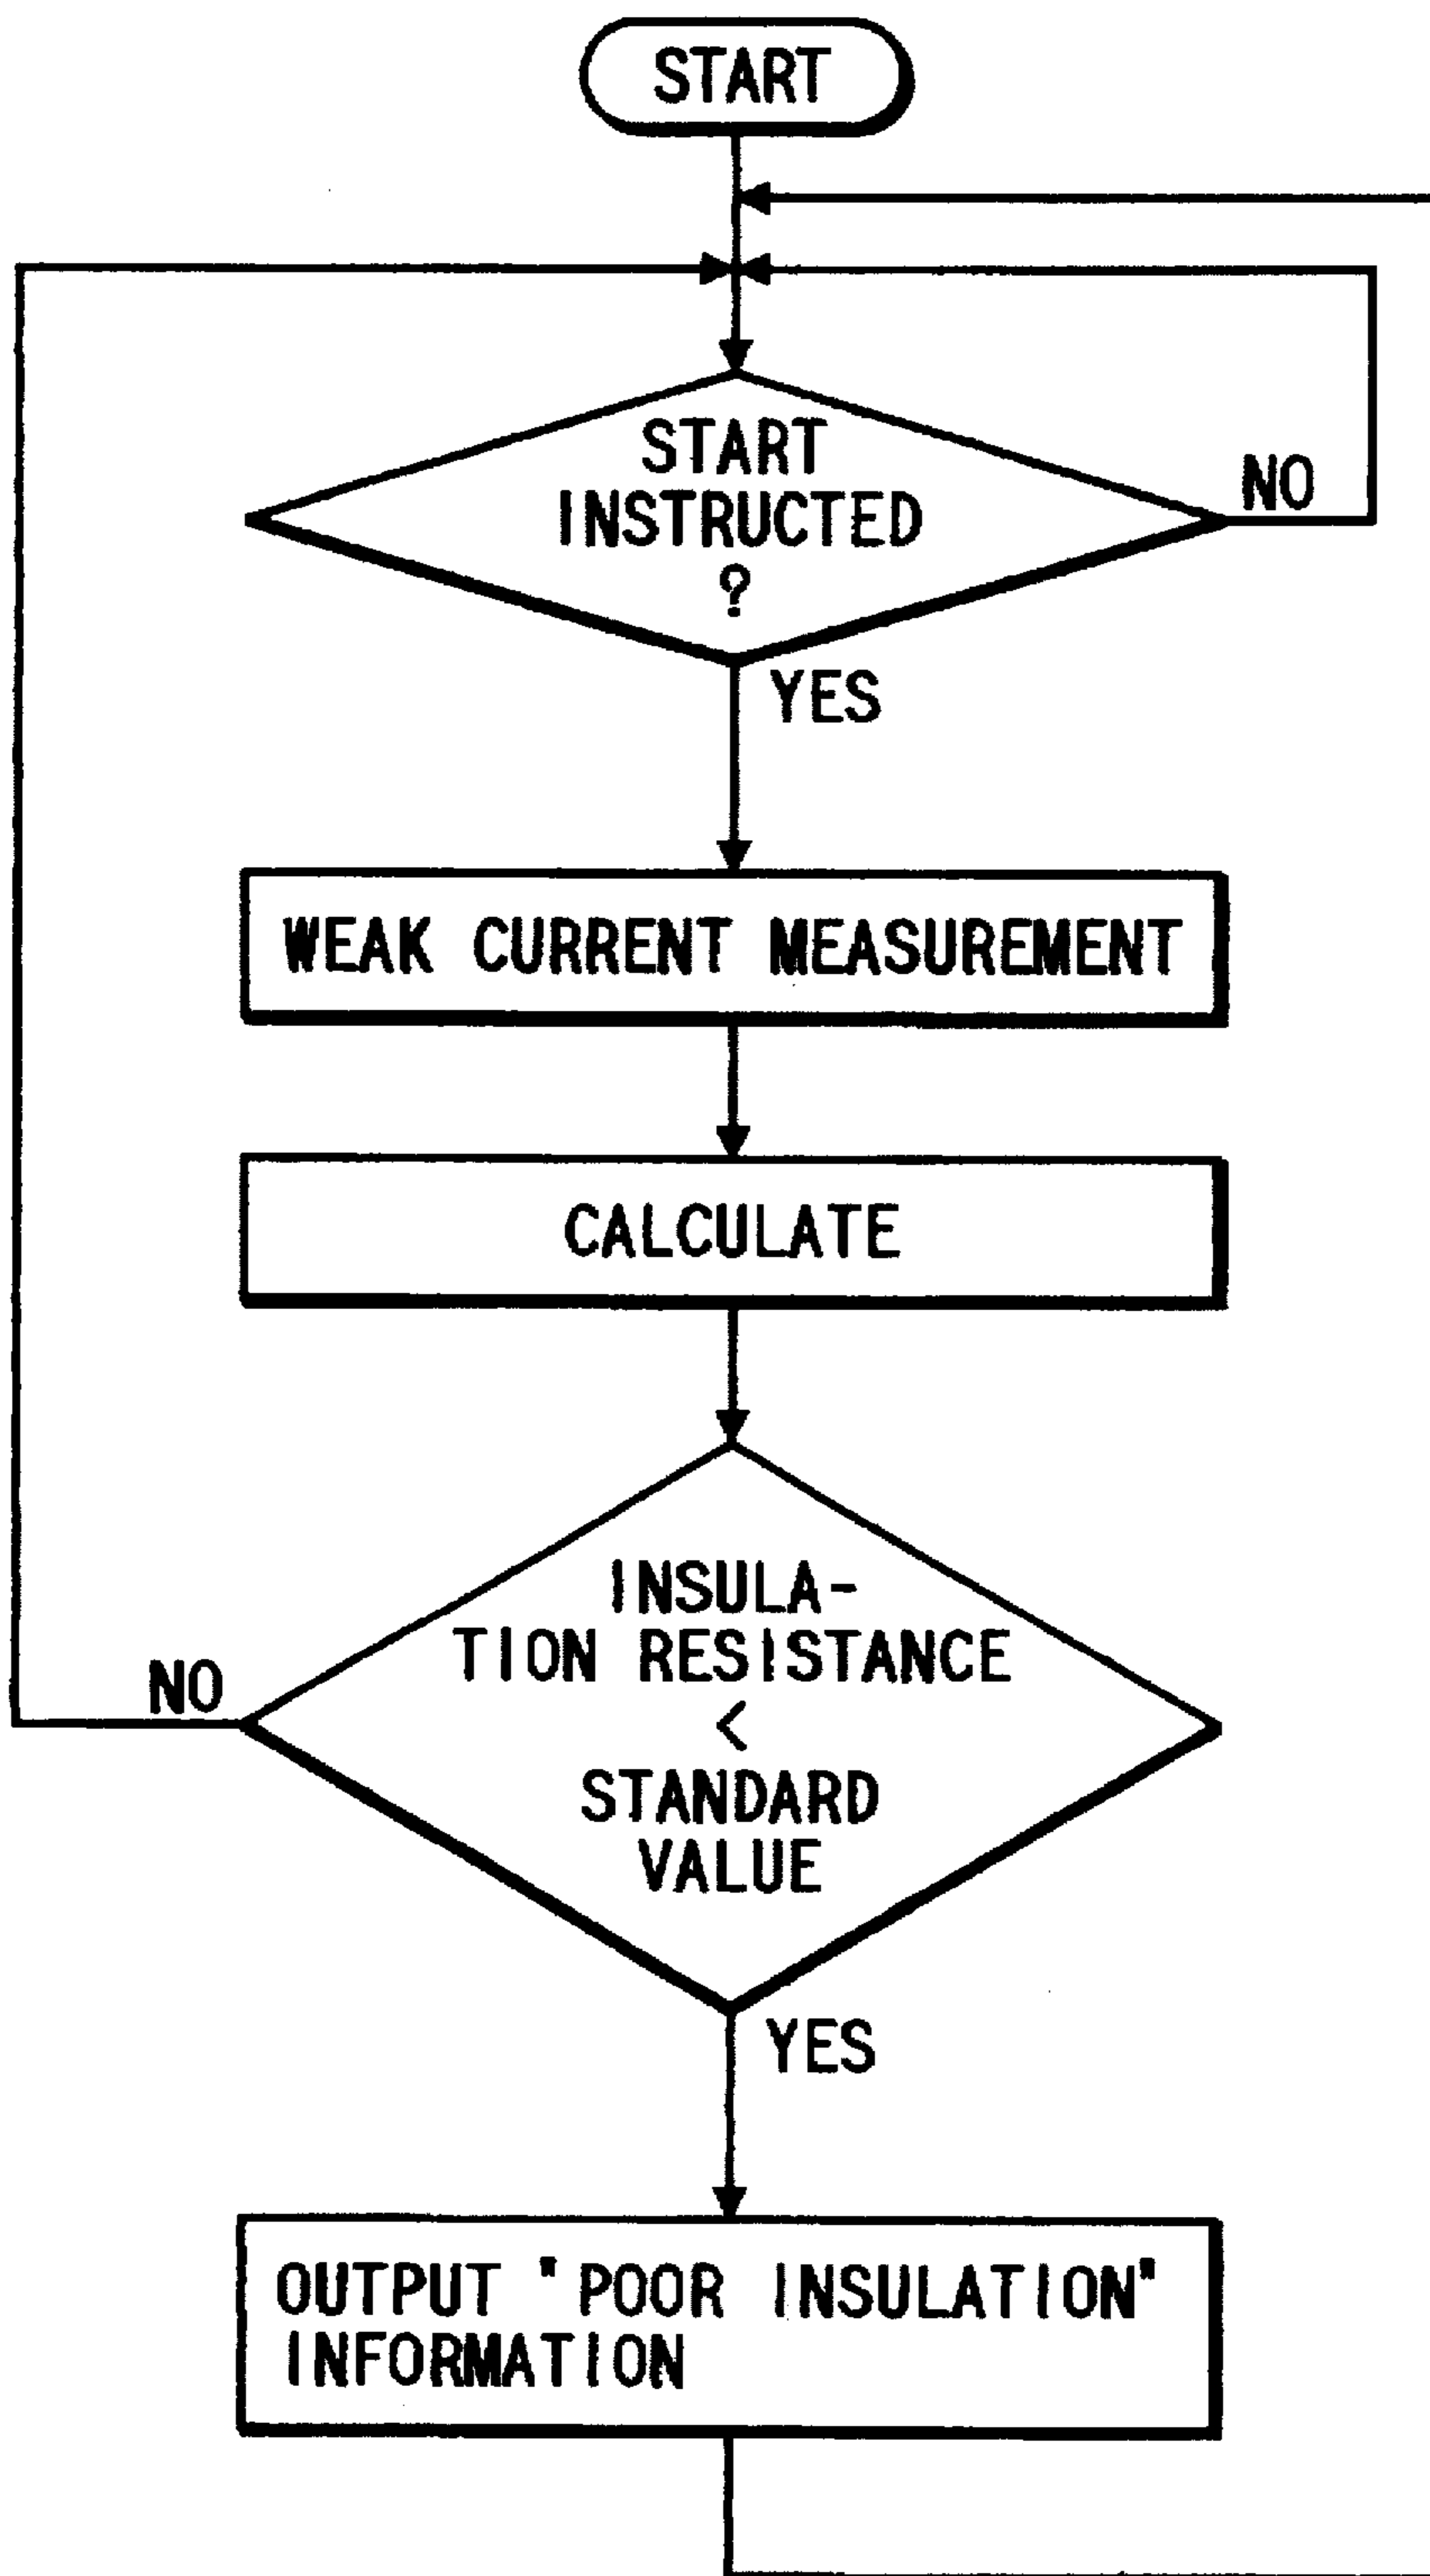 START
START
INSTRUCTED
?
NO
YES
WEAK CURRENT MEASUREMENT
CALCULATE
INSULA-
TION RESISTANCE
<
STANDARD
VALUE
NO
YES
OUTPUT "POOR INSULATION"
INFORMATION